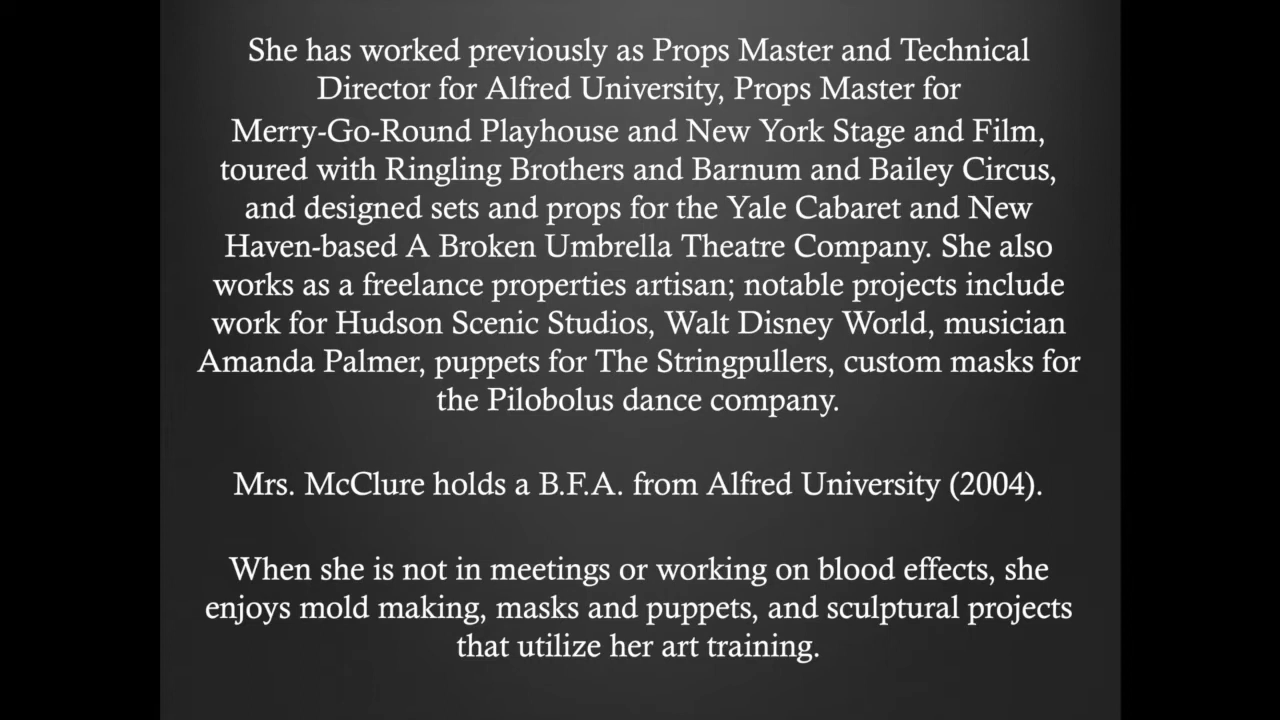 She has worked previously as Props Master and Technical
Director for Alfred University, Props Master for
Merry-Go-Round Playhouse and New York Stage and Film,
toured with Ringling Brothers and Barnum and Bailey Circus,
and designed sets and props for the Yale Cabaret and New
Haven-based A Broken Umbrella Theatre Company. She also
works as a freelance properties artisan; notable projects include
work for Hudson Scenic Studios, Walt Disney World, musician
Amanda Palmer, puppets for The Stringpullers, custom masks for
the Pilobolus dance company.
Mrs. McClure holds a B.F.A. from Alfred University (2004).
When she is not in meetings or working on blood effects, she
enjoys mold making, masks and puppets, and sculptural projects
that utilize her art training.